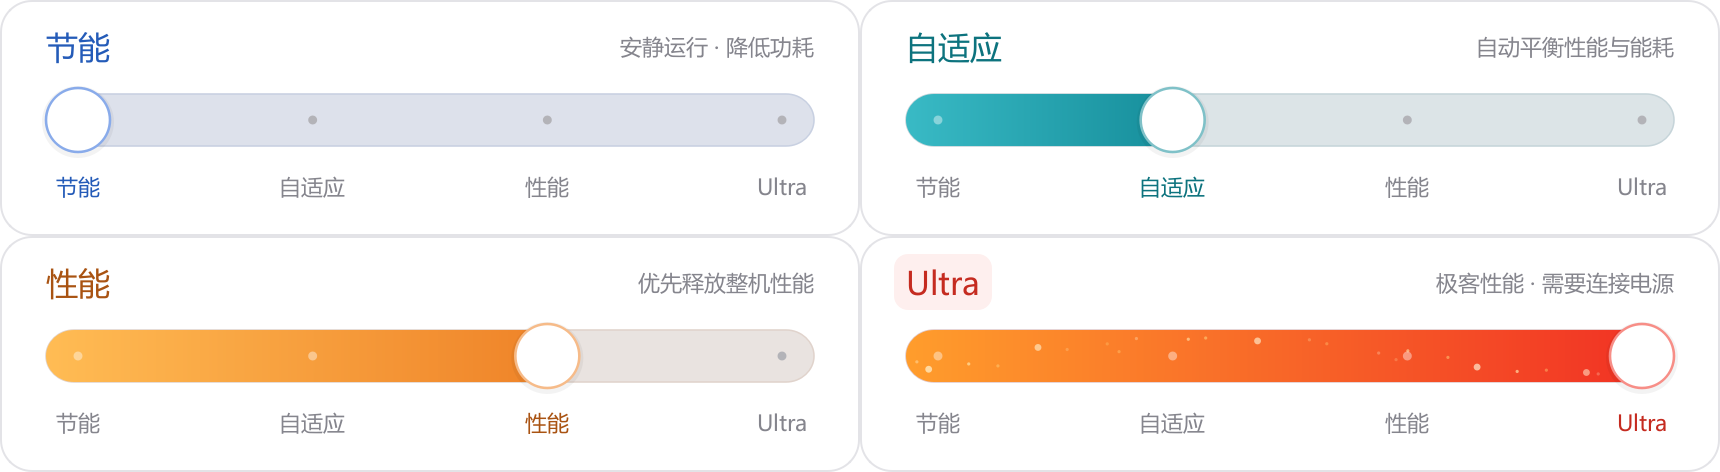 节能
安静运行 · 降低功耗
节能 自适应 性能 Ultra
自适应
自动平衡性能与能耗
节能 自适应 性能 Ultra
性能
优先释放整机性能
节能 自适应 性能 Ultra
Ultra
极客性能 · 需要连接电源
节能 自适应 性能 Ultra